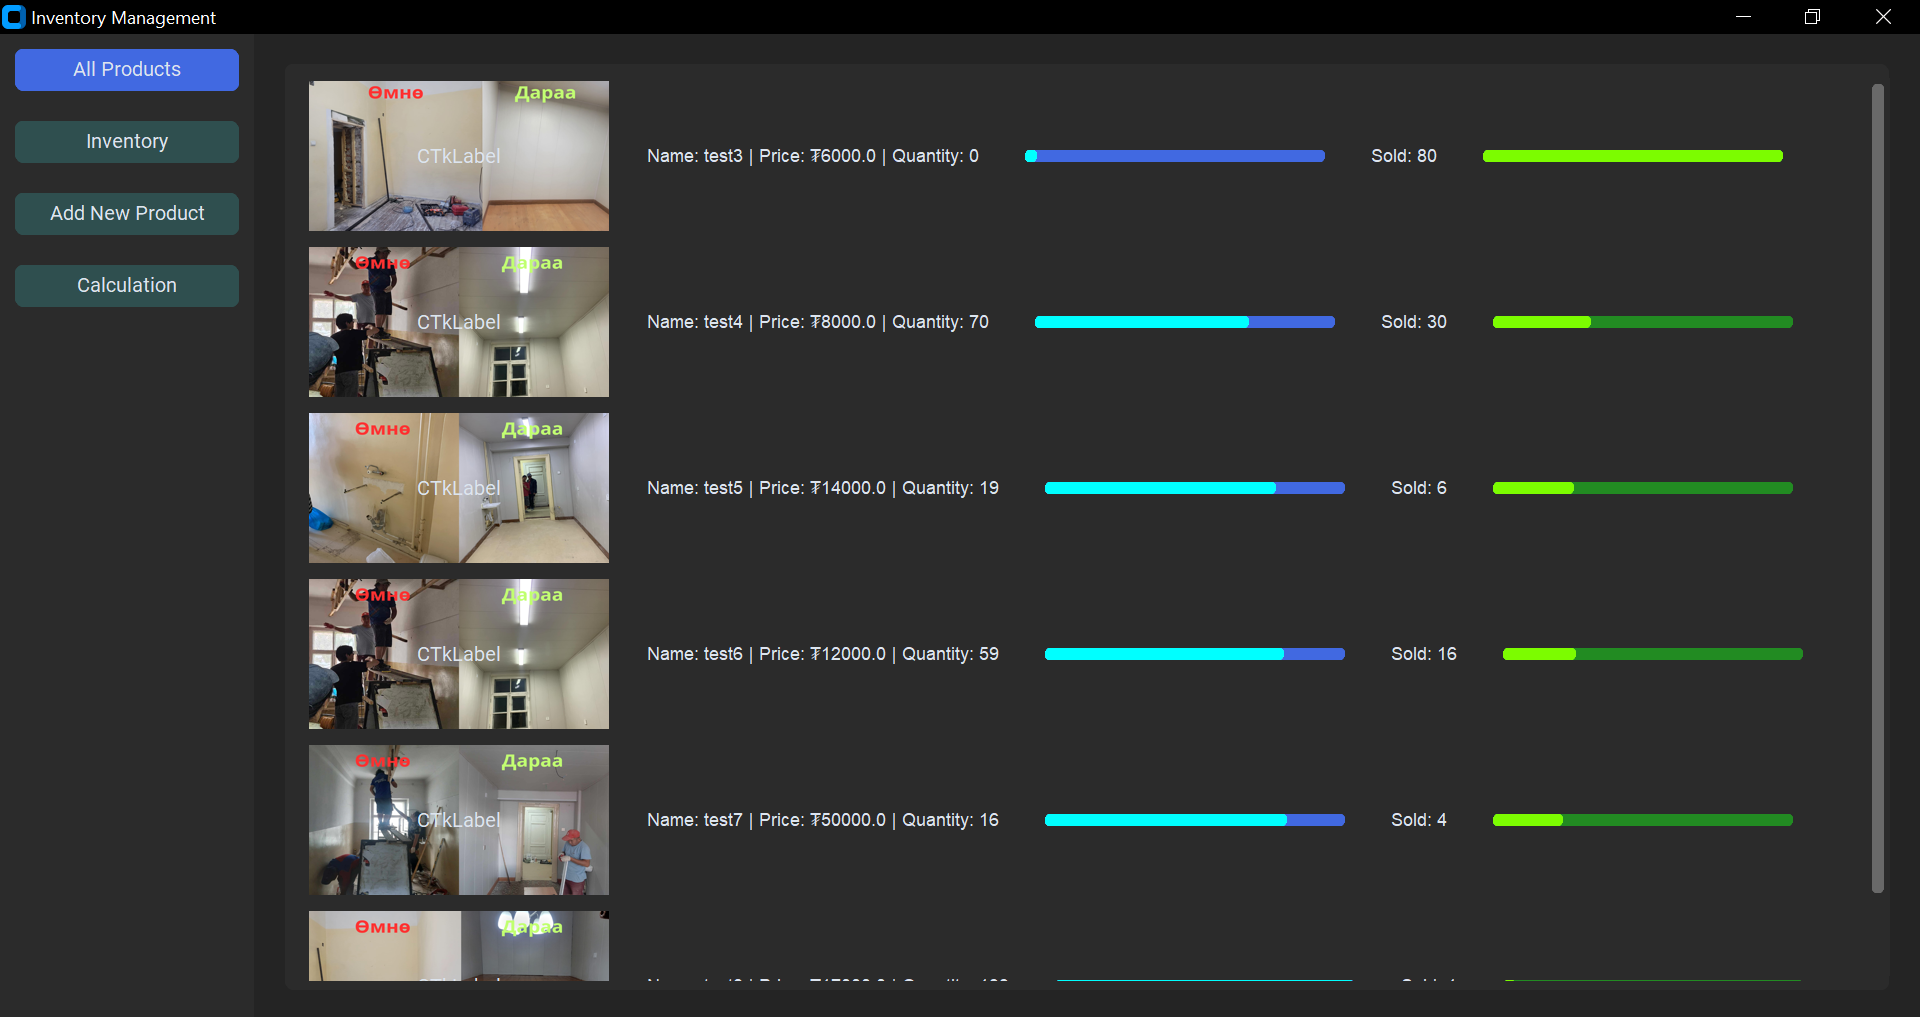 Inventory Management
All Products
Inventory
Add New Product
Calculation
Өмнө Дараа
CTkLabel
Name: test3 | Price: ₮6000.0 | Quantity: 0
Sold: 80
Өмнө Дараа
CTkLabel
Name: test4 | Price: ₮8000.0 | Quantity: 70
Sold: 30
Өмнө Дараа
CTkLabel
Name: test5 | Price: ₮14000.0 | Quantity: 19
Sold: 6
Өмнө Дараа
CTkLabel
Name: test6 | Price: ₮12000.0 | Quantity: 59
Sold: 16
Өмнө Дараа
CTkLabel
Name: test7 | Price: ₮50000.0 | Quantity: 16
Sold: 4
Өмнө Дараа